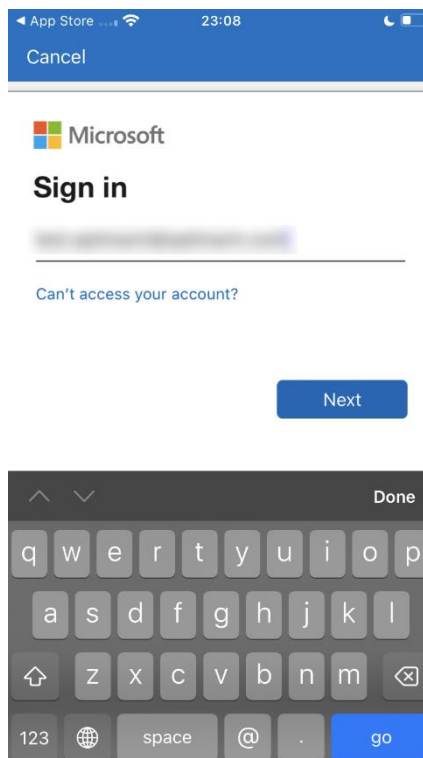 ◀ App Store 23:08
Cancel
Microsoft
Sign in
Can't access your account?
Next
Done
q w e r t y u i o p
a s d f g h j k l
z x c v b n m
123 space @ . go